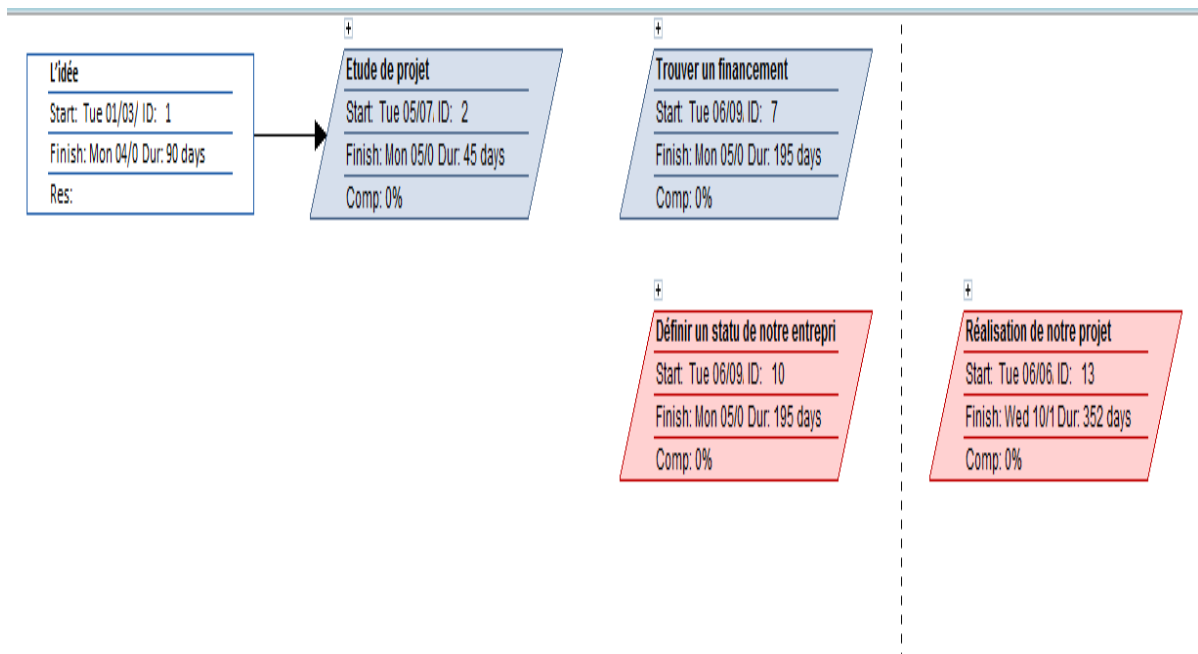 L'idée
Start: Tue 01/03/ ID: 1
Finish: Mon 04/0 Dur: 90 days
Res:
Etude de projet
Start: Tue 05/07. ID: 2
Finish: Mon 05/0 Dur: 45 days
Comp: 0%
Trouver un financement
Start: Tue 06/09. ID: 7
Finish: Mon 05/0 Dur: 195 days
Comp: 0%
Définir un statu de notre entrepri
Start: Tue 06/09. ID: 10
Finish: Mon 05/0 Dur: 195 days
Comp: 0%
Réalisation de notre projet
Start: Tue 06/06. ID: 13
Finish: Wed 10/1 Dur: 352 days
Comp: 0%